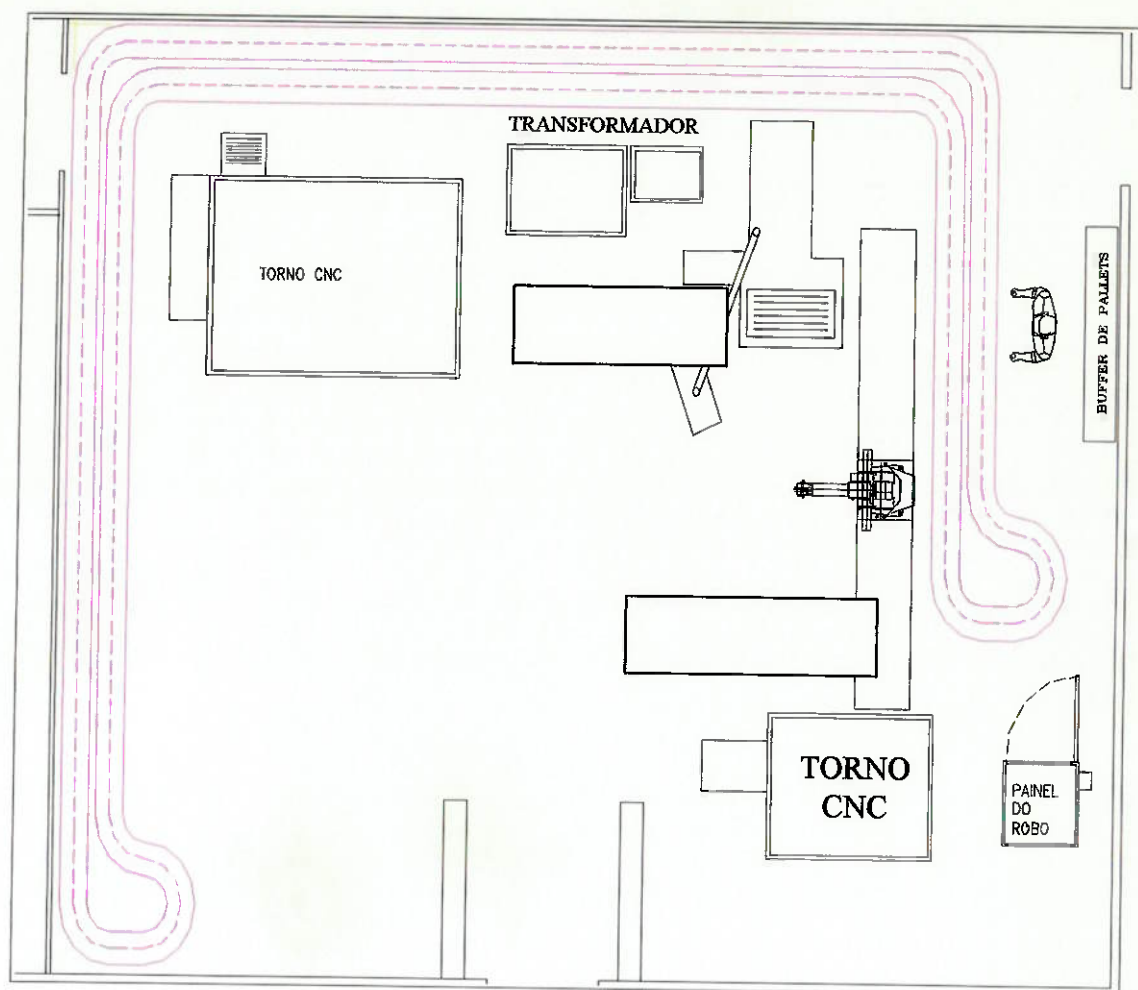 TRANSFORMADOR
TORNO CNC
BUFFER DE PALLETS
TORNO
CNC
PAINEL
DO
ROBO